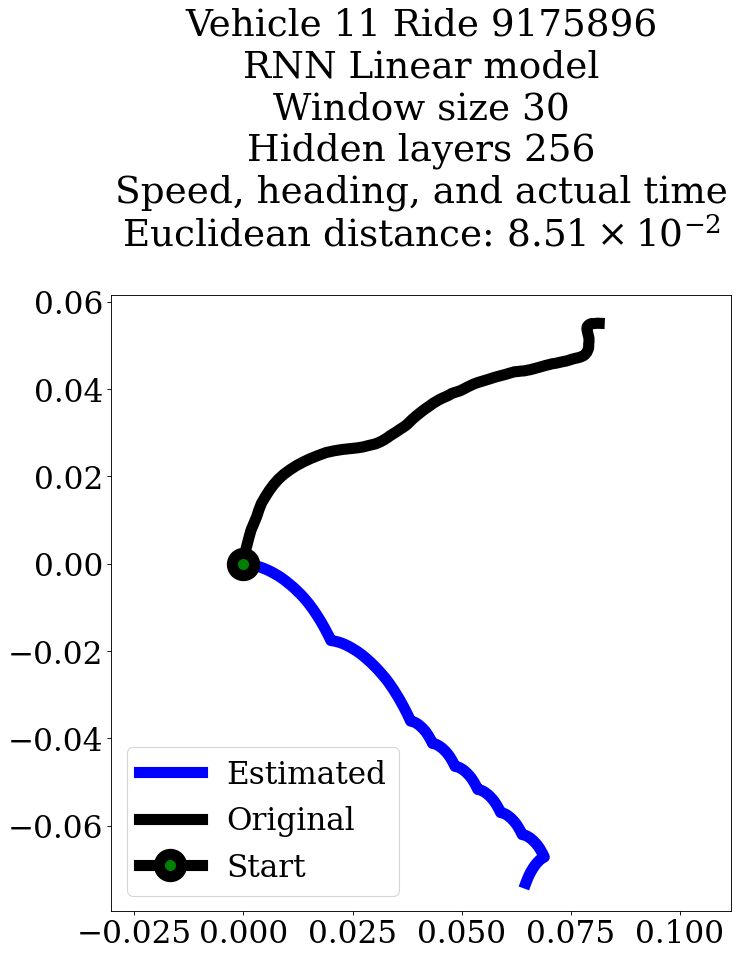 Vehicle 11 Ride 9175896
RNN Linear model
Window size 30
Hidden layers 256
Speed, heading, and actual time
Euclidean distance: 8.51 × 10⁻²
0.06
0.04
0.02
0.00
−0.02
−0.04
−0.06
Estimated
Original
Start
−0.025 0.000 0.025 0.050 0.075 0.100